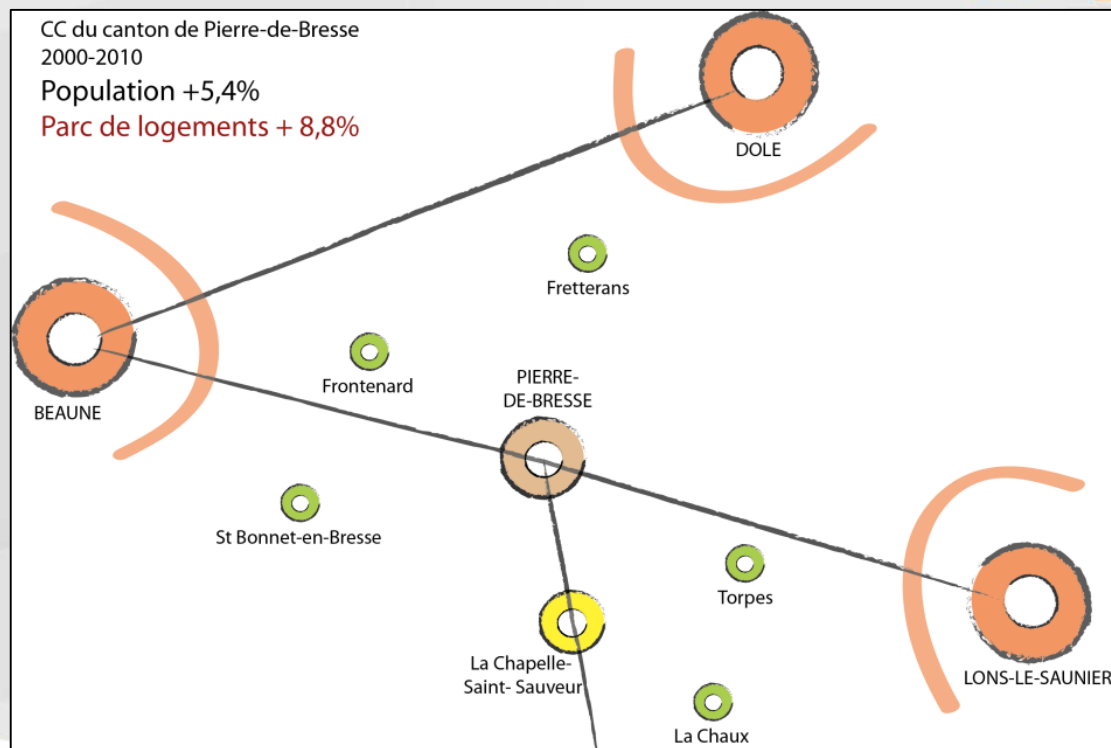 CC du canton de Pierre-de-Bresse
2000-2010
Population +5,4%
Parc de logements + 8,8%
DOLE
Fretterans
Frontenard
PIERRE-
DE-BRESSE
BEAUNE
St Bonnet-en-Bresse
Torpes
La Chapelle-
Saint- Sauveur
LONS-LE-SAUNIER
La Chaux